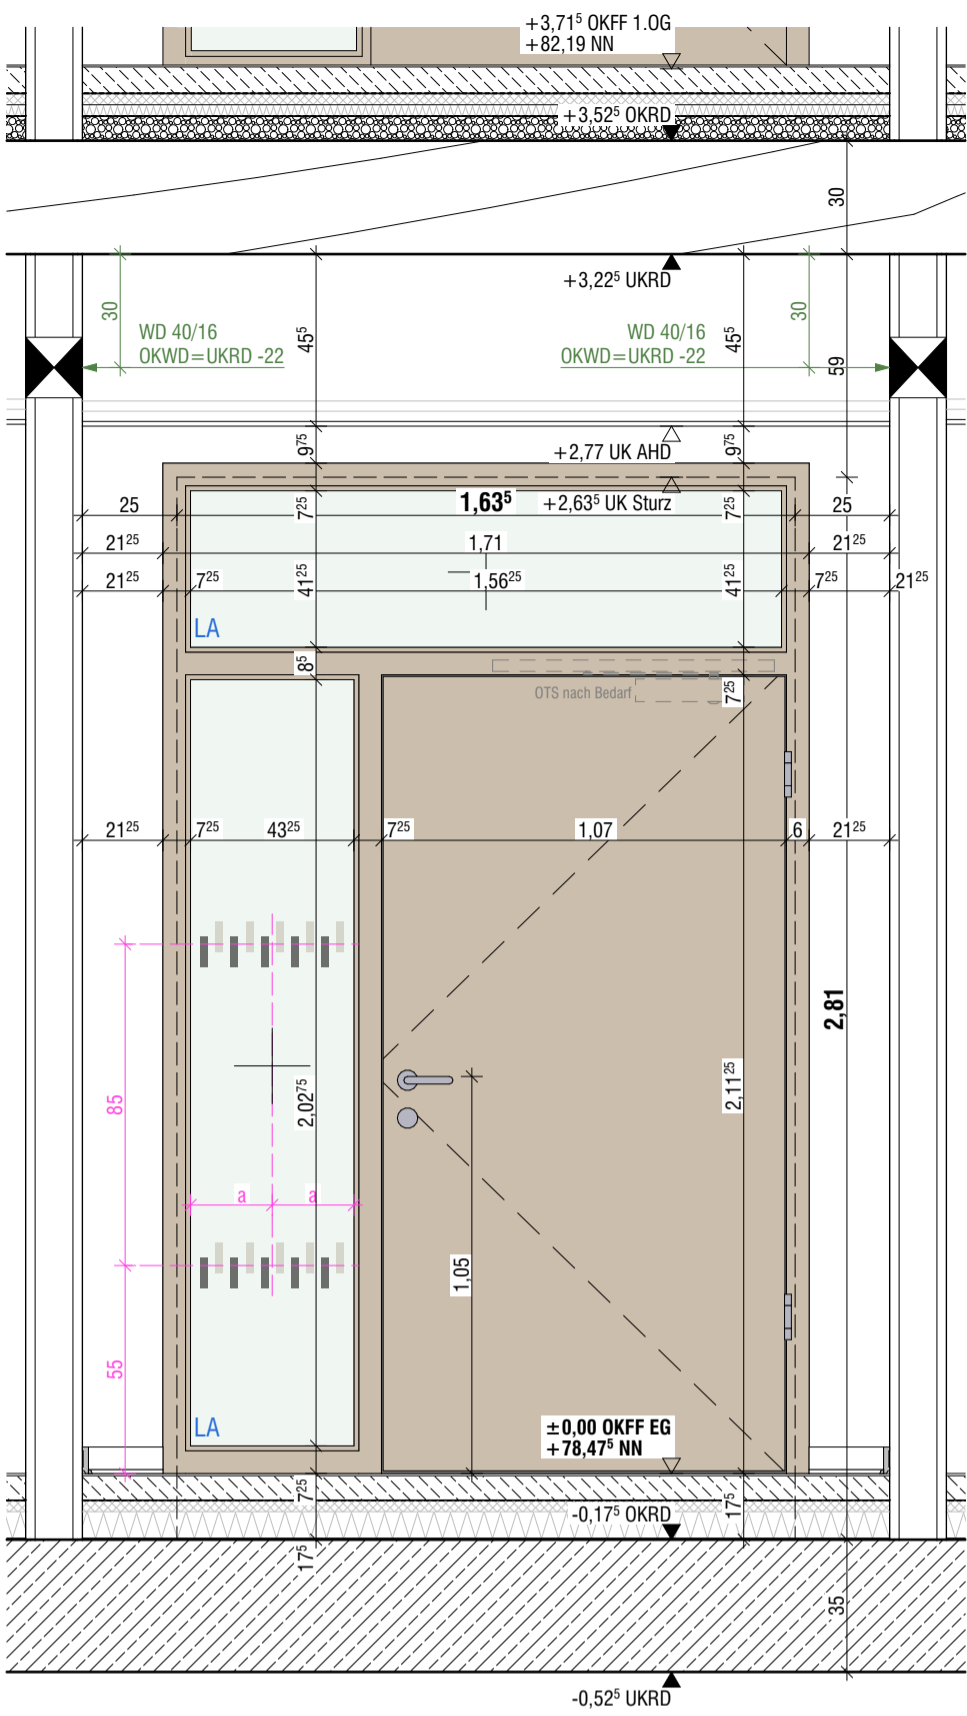 +3,71⁵ OKFF 1.OG
+82,19 NN
+3,52⁵ OKRD
30
+3,22⁵ UKRD
30
WD 40/16
OKWD=UKRD -22
45⁵
WD 40/16
OKWD=UKRD -22
45⁵
30
59
9⁷⁵
+2,77 UK AHD
9⁷⁵
25
7²⁵
1,63⁵
+2,63⁵ UK Sturz
7²⁵
25
21²⁵
1,71
21²⁵
21²⁵
7²⁵
41²⁵
1,56²⁵
41²⁵
7²⁵
21²⁵
LA
8⁵
OTS nach Bedarf
7²⁵
21²⁵
7²⁵
43²⁵
7²⁵
1,07
6
21²⁵
2,81
85
2,02⁷⁵
2,11²⁵
a
a
1,05
55
LA
±0,00 OKFF EG
+78,47⁵ NN
7²⁵
-0,17⁵ OKRD
17⁵
17⁵
35
-0,52⁵ UKRD